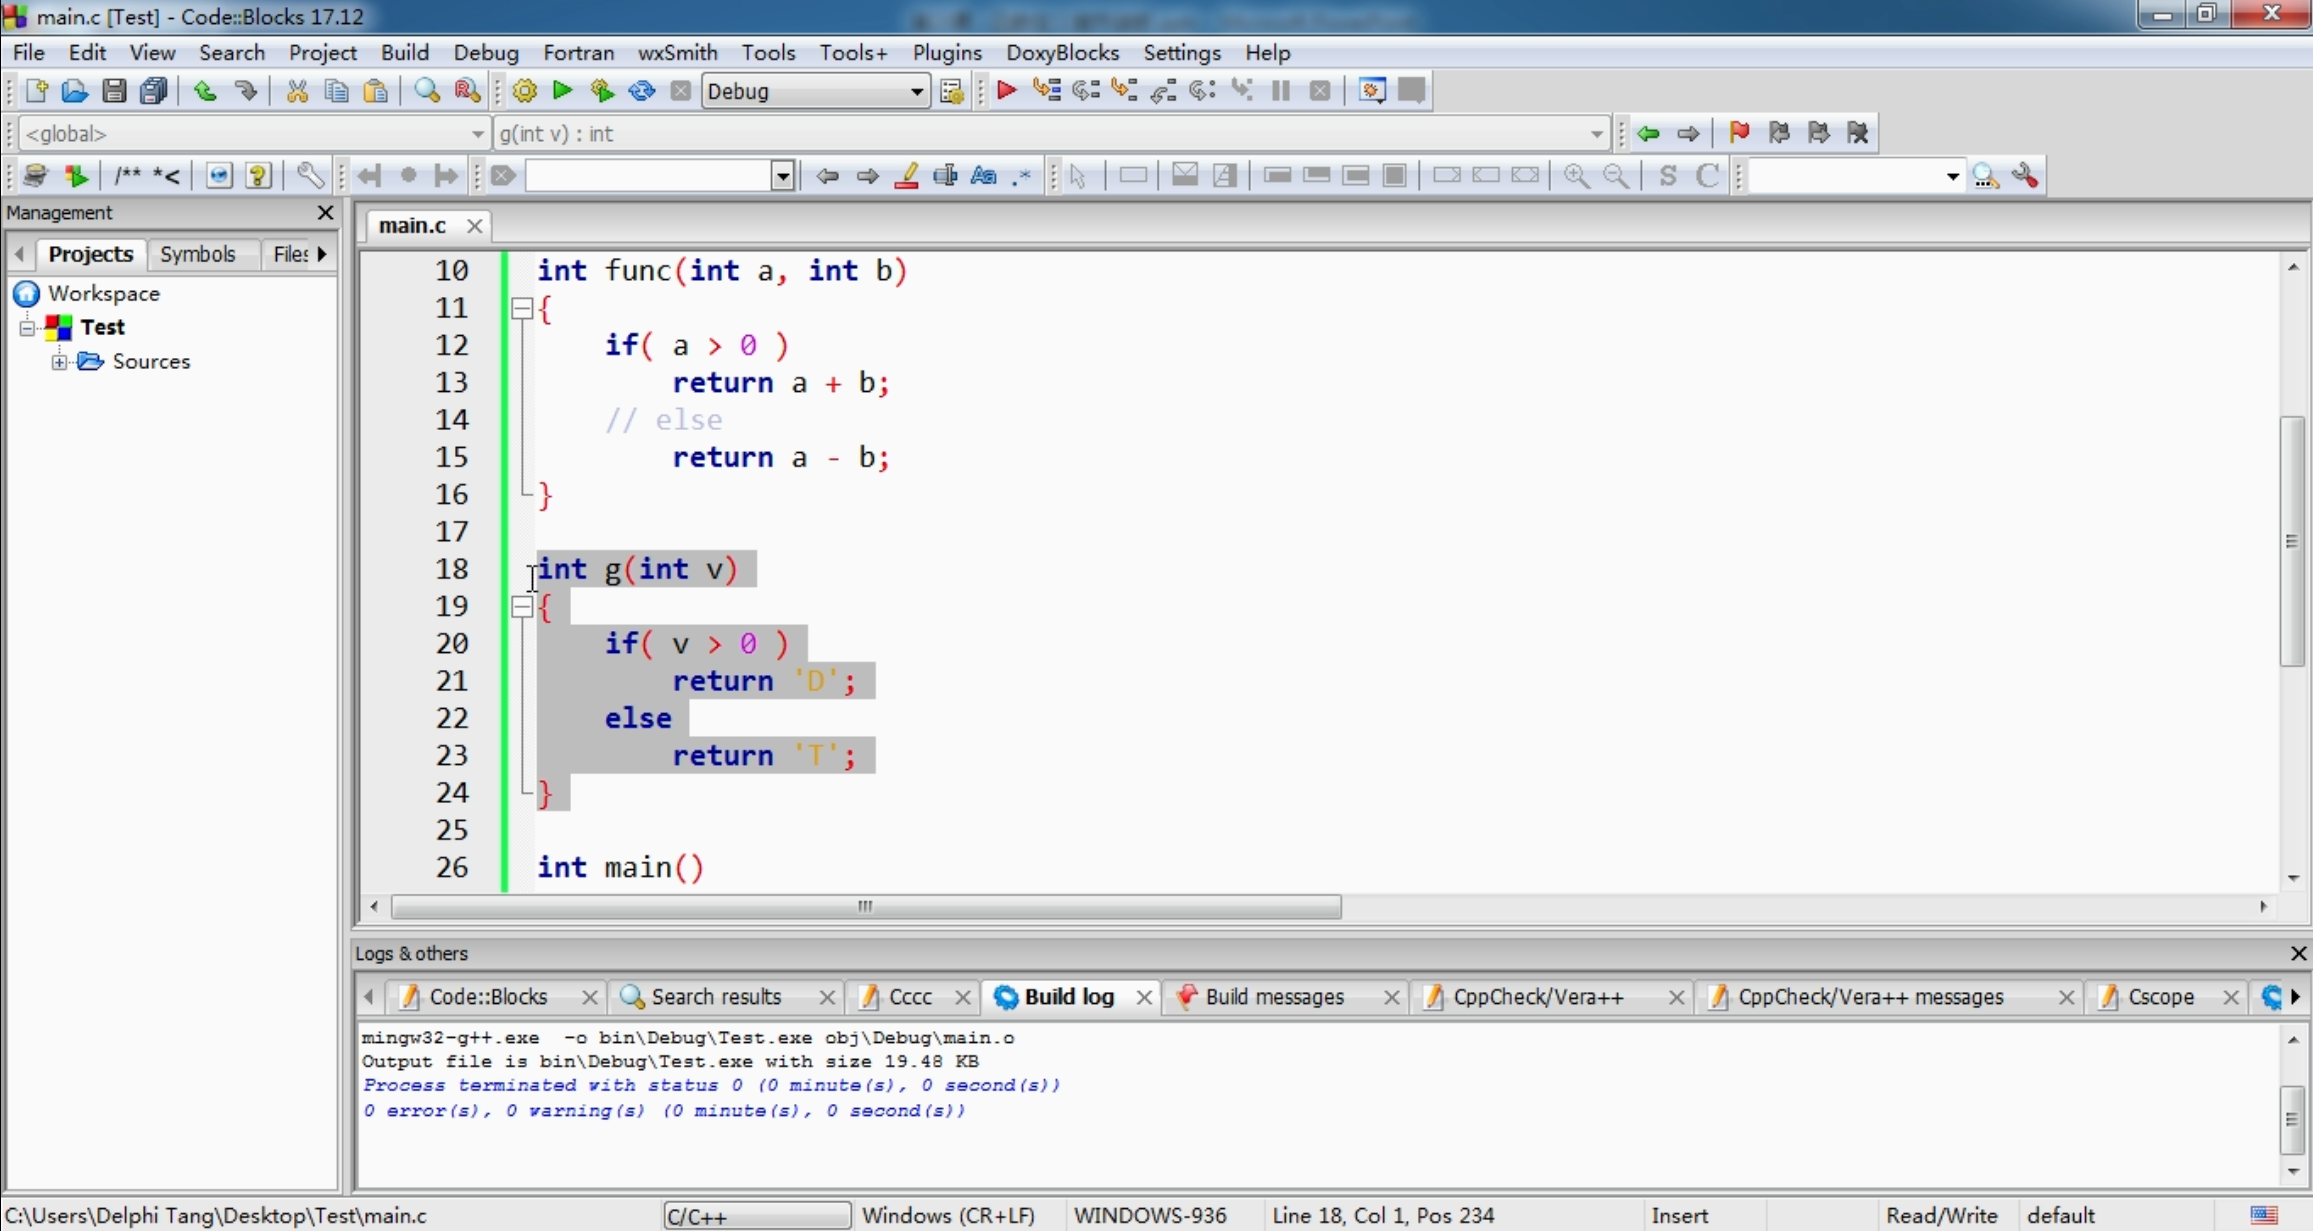 main.c [Test] - Code::Blocks 17.12
File Edit View Search Project Build Debug Fortran wxSmith Tools Tools+ Plugins DoxyBlocks Settings Help
Debug
<global> g(int v) : int
/** *<
S C
Management
Projects Symbols Files
Workspace
Test
Sources
main.c
10 int func(int a, int b)
11 {
12 if( a > 0 )
13 return a + b;
14 // else
15 return a - b;
16 }
17
18 int g(int v)
19 {
20 if( v > 0 )
21 return 'D';
22 else
23 return 'T';
24 }
25
26 int main()
Logs & others
Code::Blocks Search results Cccc Build log Build messages CppCheck/Vera++ CppCheck/Vera++ messages Cscope
mingw32-g++.exe -o bin\Debug\Test.exe obj\Debug\main.o
Output file is bin\Debug\Test.exe with size 19.48 KB
Process terminated with status 0 (0 minute(s), 0 second(s))
0 error(s), 0 warning(s) (0 minute(s), 0 second(s))
C:\Users\Delphi Tang\Desktop\Test\main.c C/C++ Windows (CR+LF) WINDOWS-936 Line 18, Col 1, Pos 234 Insert Read/Write default